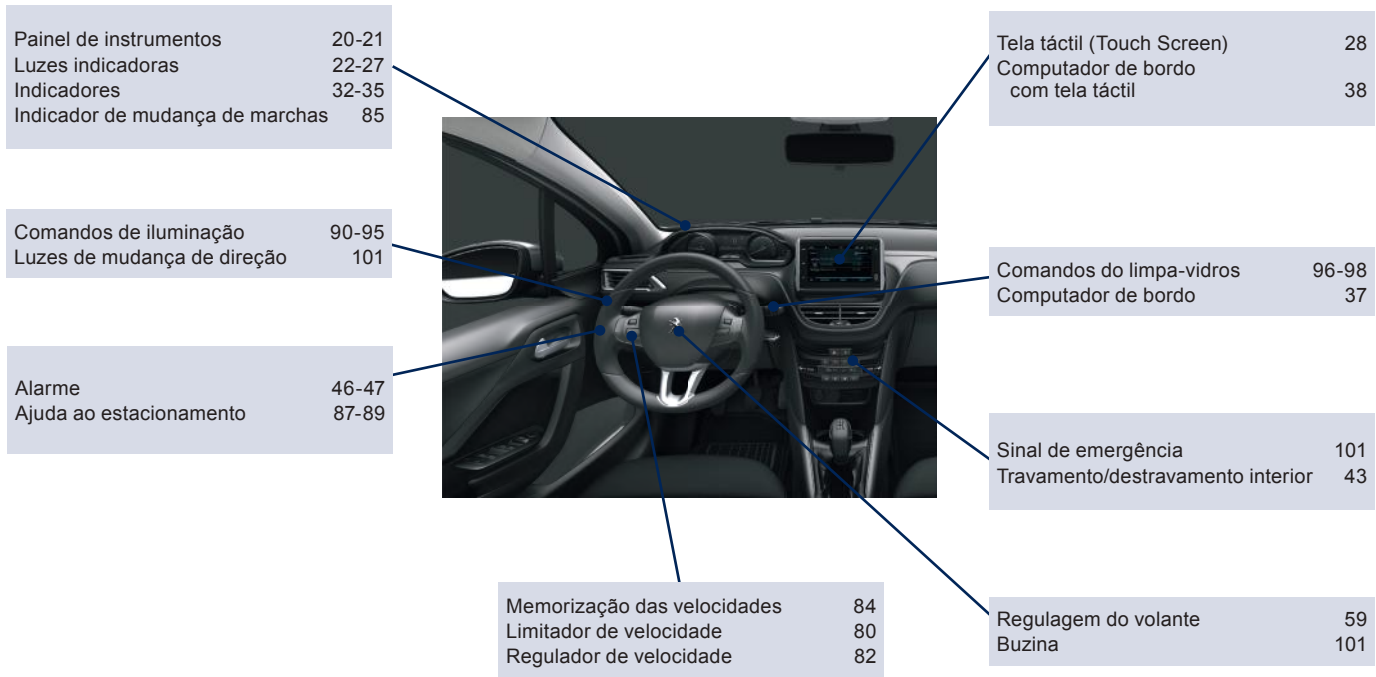 Painel de instrumentos 20-21
Luzes indicadoras 22-27
Indicadores 32-35
Indicador de mudança de marchas 85
Comandos de iluminação 90-95
Luzes de mudança de direção 101
Alarme 46-47
Ajuda ao estacionamento 87-89
Memorização das velocidades 84
Limitador de velocidade 80
Regulador de velocidade 82
Tela táctil (Touch Screen) 28
Computador de bordo
com tela táctil 38
Comandos do limpa-vidros 96-98
Computador de bordo 37
Sinal de emergência 101
Travamento/destravamento interior 43
Regulagem do volante 59
Buzina 101